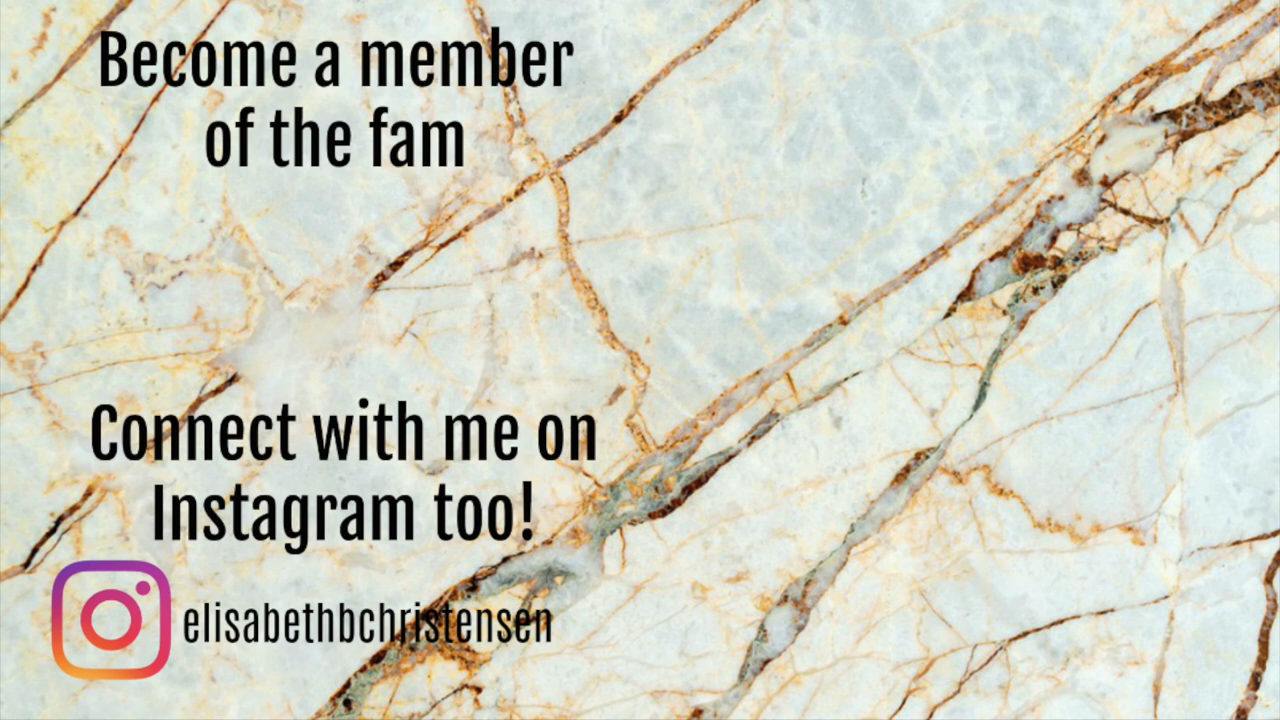 Become a member
of the fam
Connect with me on
Instagram too!
elisabethbchristensen